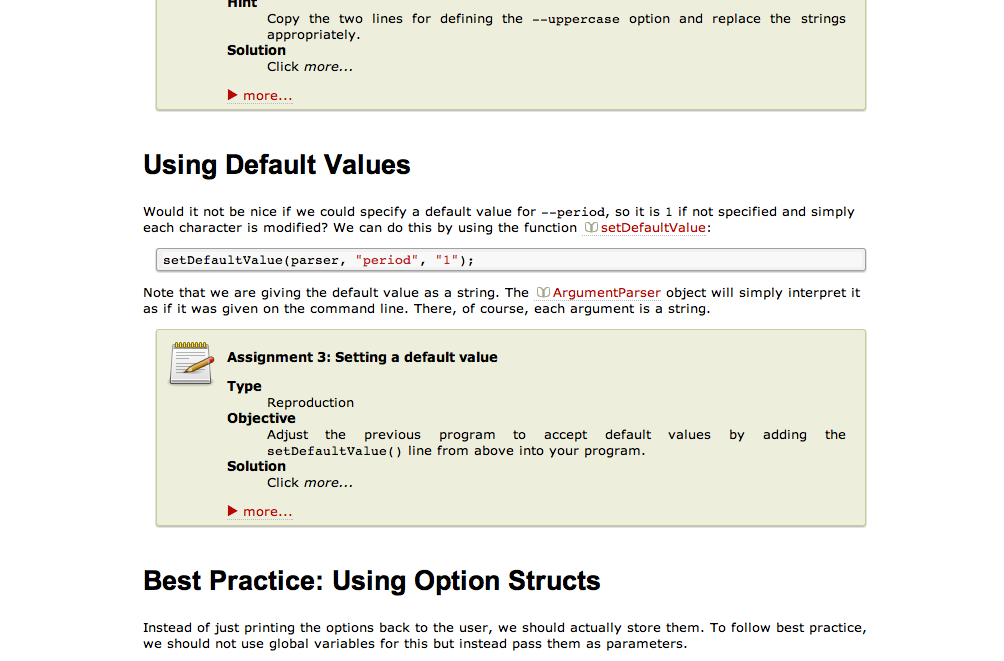 Hint
Copy the two lines for defining the --uppercase option and replace the strings
appropriately.
Solution
Click more...
more...
Using Default Values
Would it not be nice if we could specify a default value for --period, so it is 1 if not specified and simply
each character is modified? We can do this by using the function setDefaultValue:
setDefaultValue(parser, "period", "1");
Note that we are giving the default value as a string. The ArgumentParser object will simply interpret it
as if it was given on the command line. There, of course, each argument is a string.
Assignment 3: Setting a default value
Type
Reproduction
Objective
Adjust the previous program to accept default values by adding the
setDefaultValue() line from above into your program.
Solution
Click more...
more...
Best Practice: Using Option Structs
Instead of just printing the options back to the user, we should actually store them. To follow best practice,
we should not use global variables for this but instead pass them as parameters.